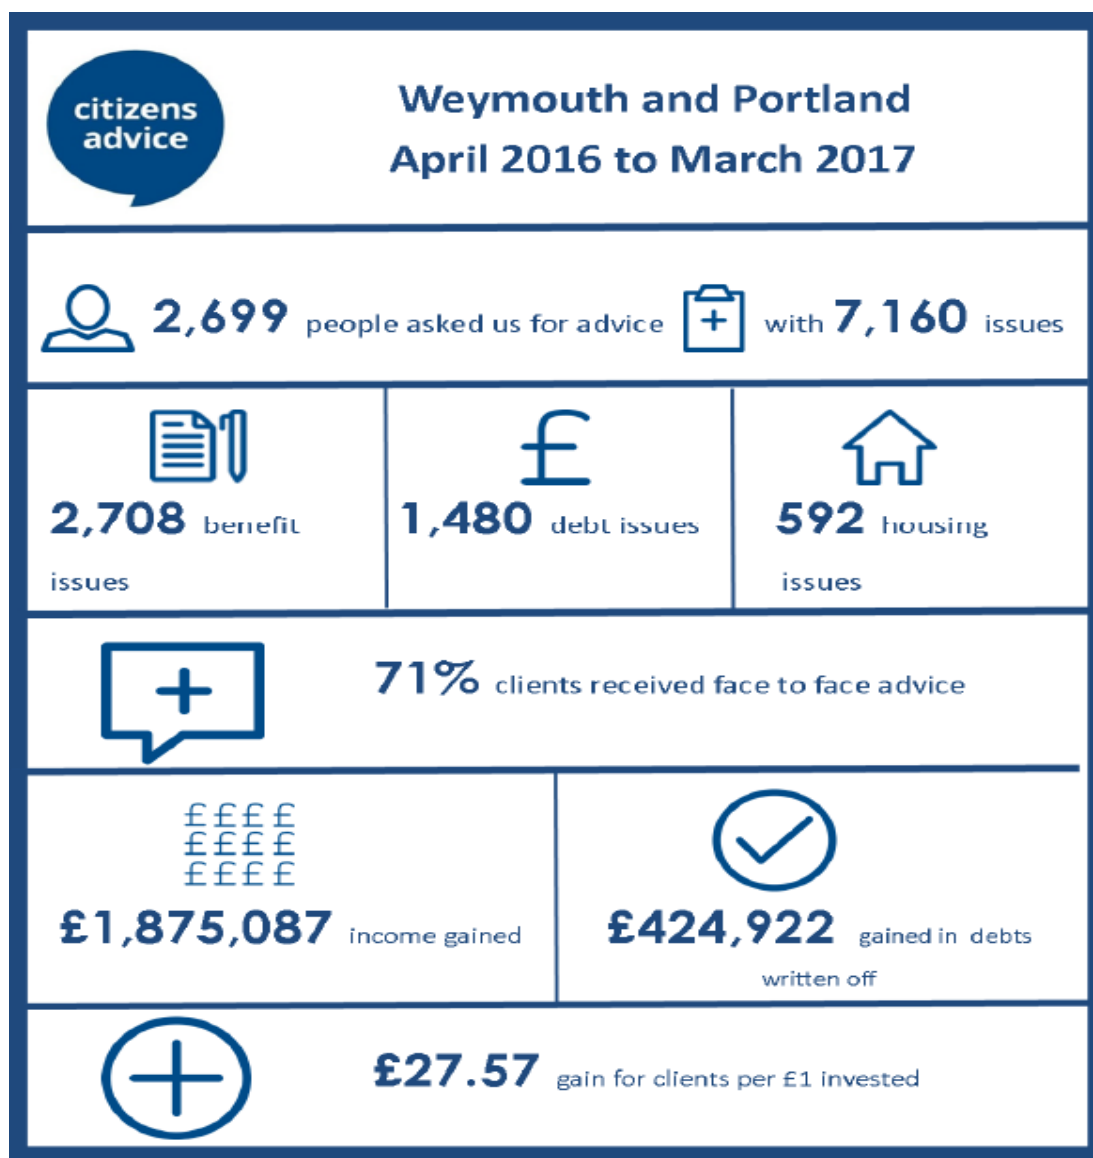 citizens
advice
Weymouth and Portland
April 2016 to March 2017
2,699 people asked us for advice
with 7,160 issues
2,708 benefit
issues
£
1,480 debt issues
592 housing
issues
71% clients received face to face advice
££££
££££
££££
£1,875,087 income gained
£424,922 gained in debts
written off
£27.57 gain for clients per £1 invested